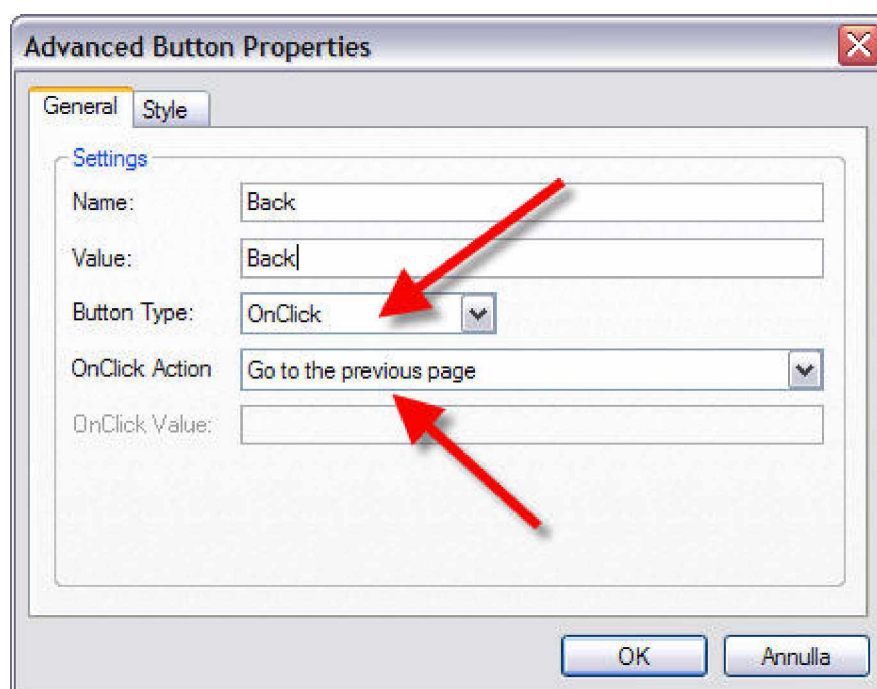 Advanced Button Properties
General Style
Settings
Name: Back
Value: Back
Button Type: OnClick
OnClick Action Go to the previous page
OnClick Value:
OK Annulla